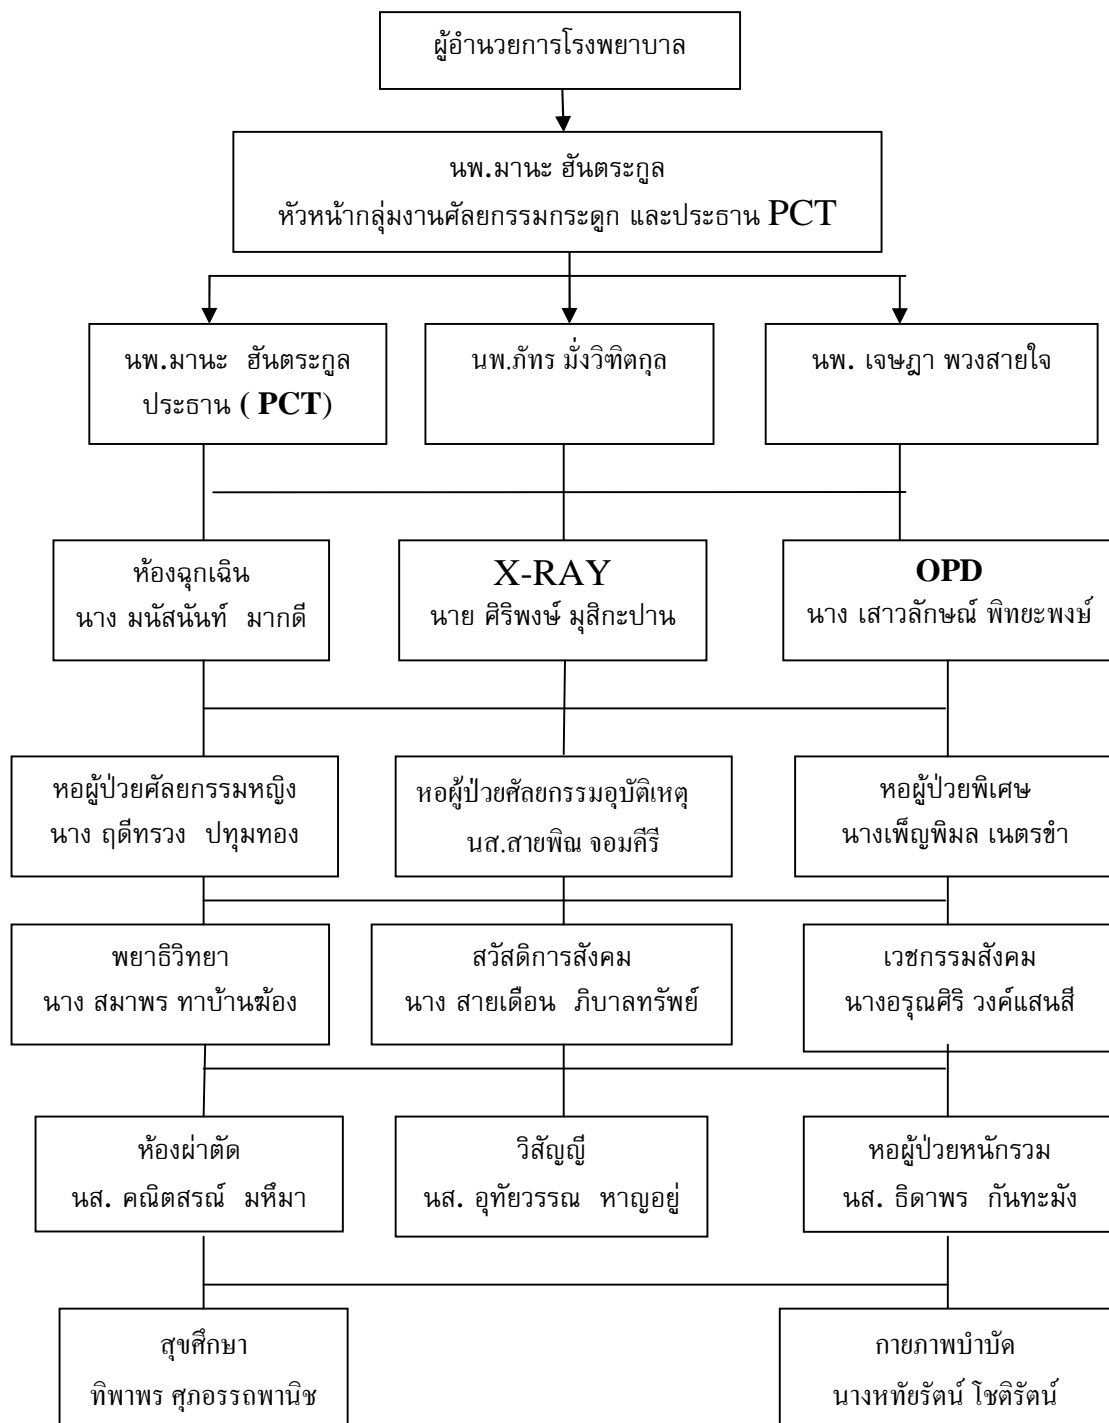 ผู้อำนวยการโรงพยาบาล
นพ.มานะ ฮันตระกูล
หัวหน้ากลุ่มงานศัลยกรรมกระดูก และประธาน PCT
นพ.มานะ ฮันตระกูล
ประธาน ( PCT)
นพ.ภัทร มั่งวิฑิตกุล
นพ. เจษฎา พวงสายใจ
ห้องฉุกเฉิน
นาง มนัสนันท์ มากดี
X-RAY
นาย ศิริพงษ์ มุสิกะปาน
OPD
นาง เสาวลักษณ์ พิทยะพงษ์
หอผู้ป่วยศัลยกรรมหญิง
นาง ฤดีทรวง ปทุมทอง
หอผู้ป่วยศัลยกรรมอุบัติเหตุ
นส.สายพิณ จอมคีรี
หอผู้ป่วยพิเศษ
นางเพ็ญพิมล เนตรขำ
พยาธิวิทยา
นาง สมาพร ทาบ้านฆ้อง
สวัสดิการสังคม
นาง สายเดือน ภิบาลทรัพย์
เวชกรรมสังคม
นางอรุณศิริ วงค์แสนสี
ห้องผ่าตัด
นส. คณิตสรณ์ มหึมา
วิสัญญี
นส. อุทัยวรรณ หาญอยู่
หอผู้ป่วยหนักรวม
นส. ธิดาพร กันทะมัง
สุขศึกษา
ทิพาพร ศุภอรรถพานิช
กายภาพบำบัด
นางหทัยรัตน์ โชติรัตน์